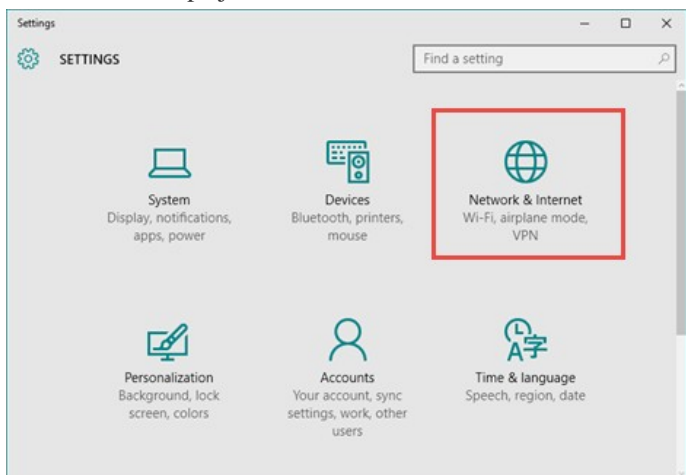 Settings
SETTINGS
Find a setting
System
Display, notifications,
apps, power
Devices
Bluetooth, printers,
mouse
Network & Internet
Wi-Fi, airplane mode,
VPN
Personalization
Background, lock
screen, colors
Accounts
Your account, sync
settings, work, other
users
A字
Time & language
Speech, region, date